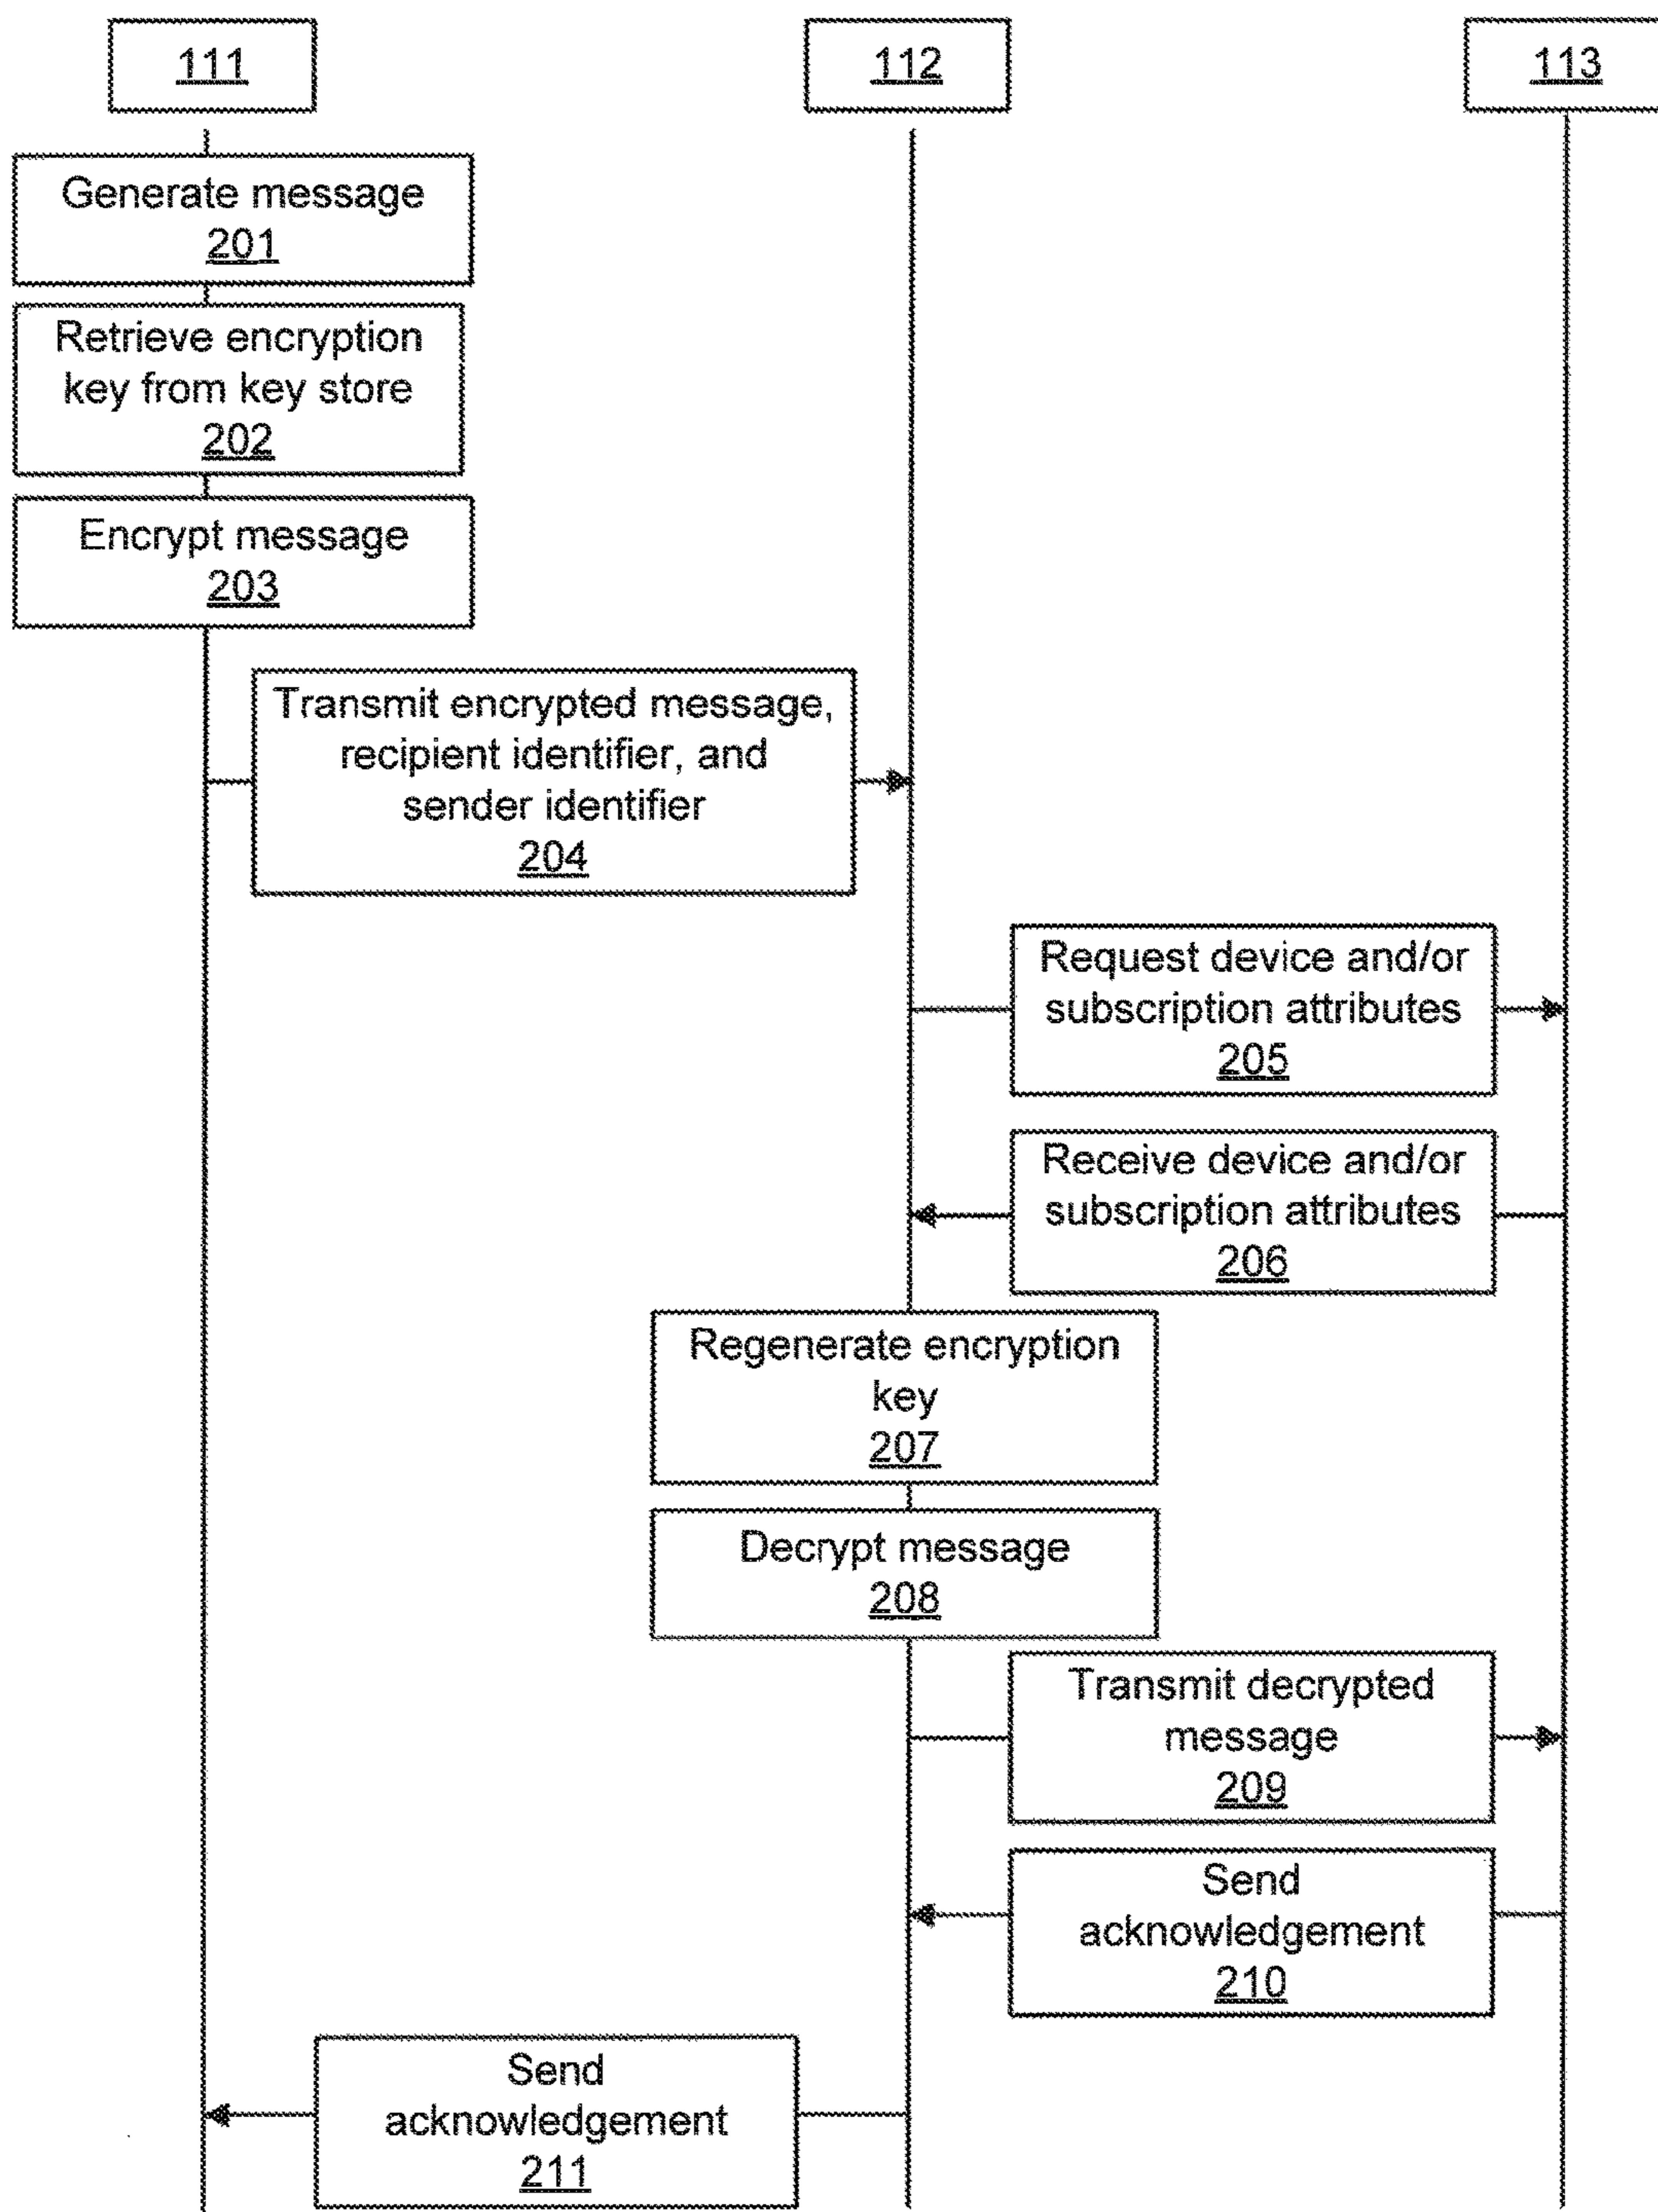 111
112
113
Generate message
201
Retrieve encryption
key from key store
202
Encrypt message
203
Transmit encrypted message,
recipient identifier, and
sender identifier
204
Request device and/or
subscription attributes
205
Receive device and/or
subscription attributes
206
Regenerate encryption
key
207
Decrypt message
208
Transmit decrypted
message
209
Send
acknowledgement
210
Send
acknowledgement
211